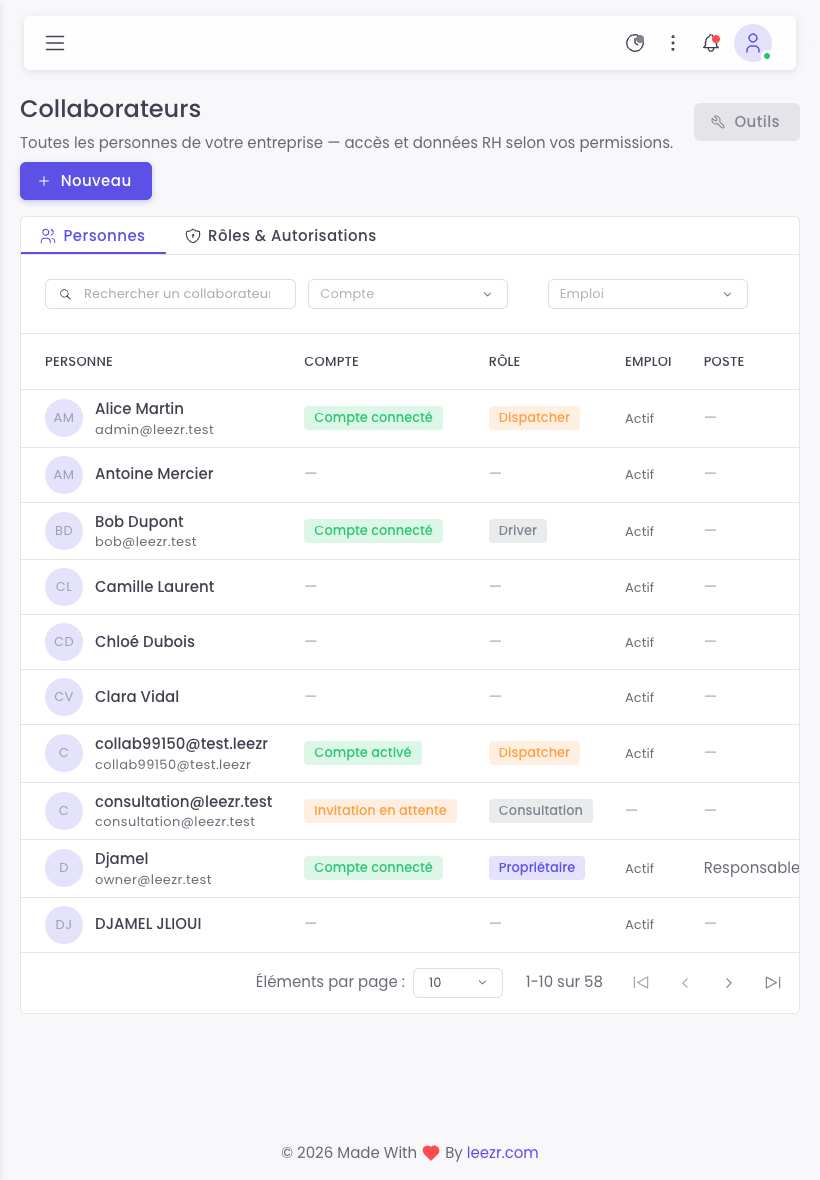 Collaborateurs
Toutes les personnes de votre entreprise — accès et données RH selon vos permissions.
Outils
+ Nouveau
Personnes Rôles & Autorisations
Rechercher un collaborateur Compte Emploi
PERSONNE COMPTE RÔLE EMPLOI POSTE
AM Alice Martin Compte connecté Dispatcher Actif —
admin@leezr.test
AM Antoine Mercier — — Actif —
BD Bob Dupont Compte connecté Driver Actif —
bob@leezr.test
CL Camille Laurent — — Actif —
CD Chloé Dubois — — Actif —
CV Clara Vidal — — Actif —
C collab99150@test.leezr Compte activé Dispatcher Actif —
collab99150@test.leezr
C consultation@leezr.test Invitation en attente Consultation — —
consultation@leezr.test
D Djamel Compte connecté Propriétaire Actif Responsable
owner@leezr.test
DJ DJAMEL JLIOUI — — Actif —
Éléments par page : 10 1-10 sur 58
© 2026 Made With ❤ By leezr.com